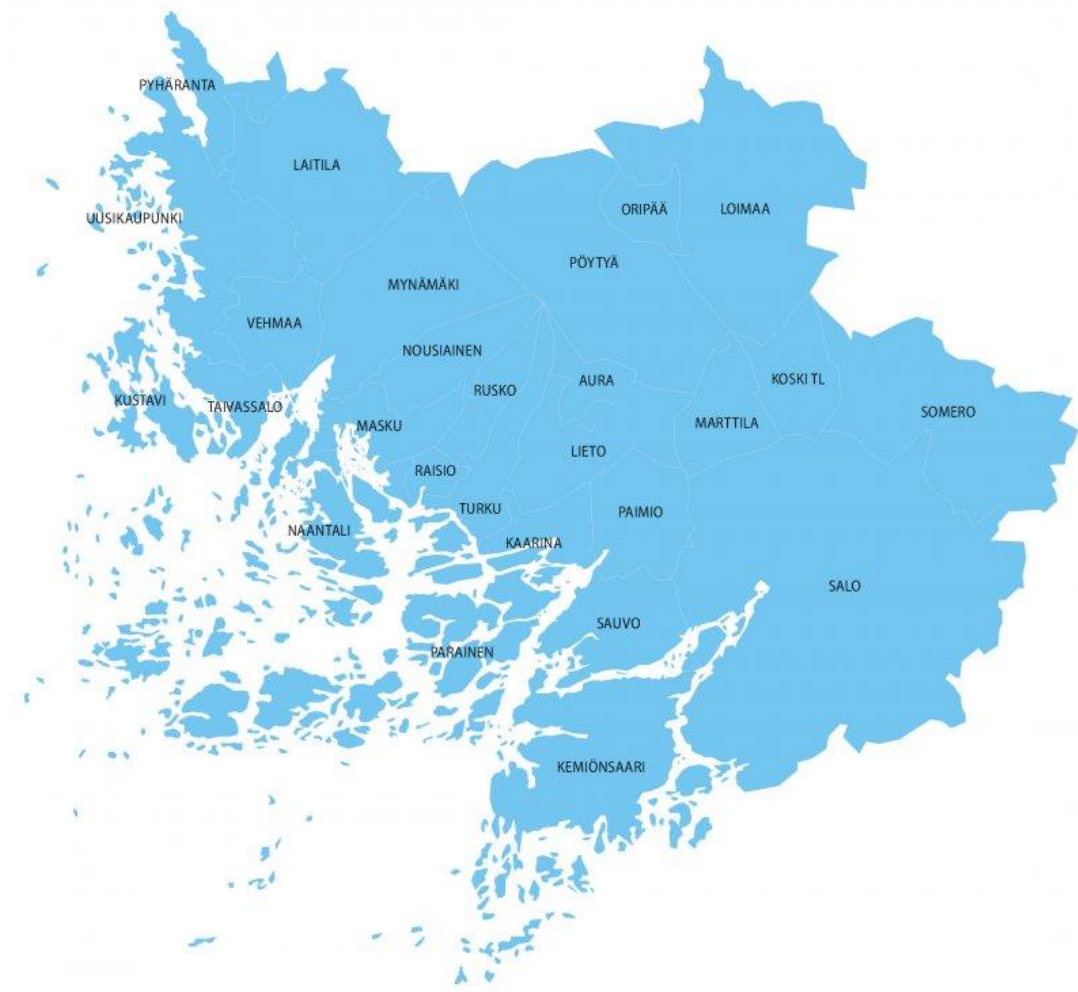 PYHÄRANTA
LAITILA
ORIPÄÄ
LOIMAA
UUSIKAUPUNKI
PÖYTYÄ
MYNÄMÄKI
VEHMAA
NOUSIAINEN
AURA
KOSKI TL
RUSKO
KUSTAVI
TAIVASSALO
SOMERO
MASKU
MARTTILA
LIETO
RAISIO
TURKU
PAIMIO
NAANTALI
KAARINA
SALO
SAUVO
PARAINEN
KEMIÖNSAARI